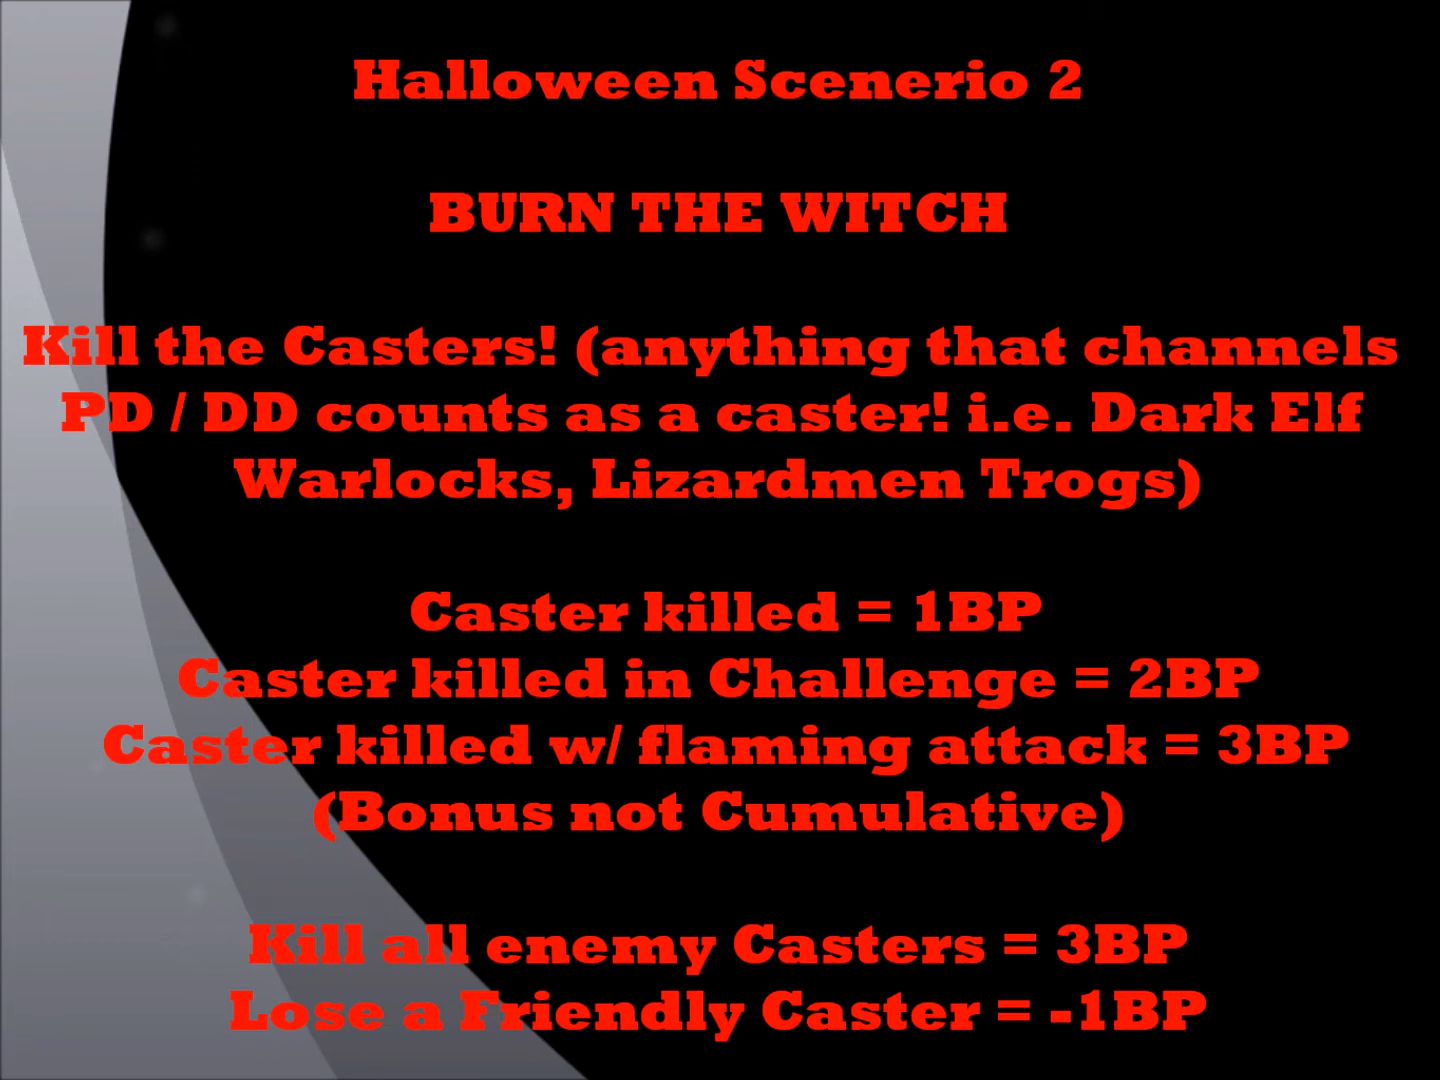 Halloween Scenerio 2
BURN THE WITCH
Kill the Casters! (anything that channels
PD / DD counts as a caster! i.e. Dark Elf
Warlocks, Lizardmen Trogs)
Caster killed = 1BP
Caster killed in Challenge = 2BP
Caster killed w/ flaming attack = 3BP
(Bonus not Cumulative)
Kill all enemy Casters = 3BP
Lose a Friendly Caster = -1BP